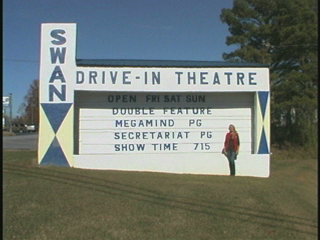 SWAN
DRIVE-IN THEATRE
OPEN FRI SAT SUN
DOUBLE FEATURE
MEGAMIND PG
SECRETARIAT PG
SHOW TIME 715